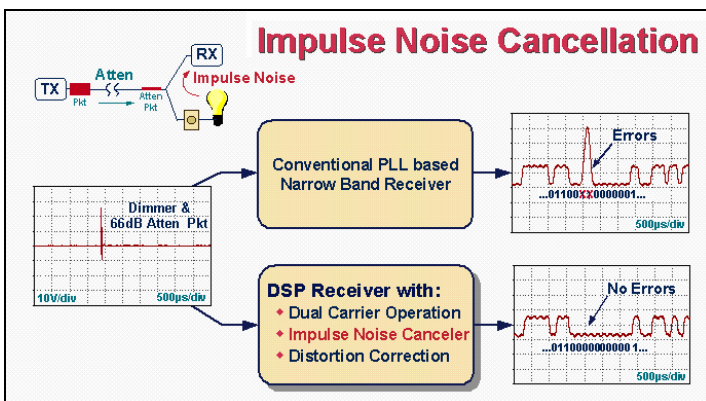 Impulse Noise Cancellation
RX
Atten
Impulse Noise
TX
Pkt
Atten
Pkt
Conventional PLL based
Narrow Band Receiver
Errors
...01100XX0000001...
500µs/div
Dimmer &
66dB Atten Pkt
10V/div
500µs/div
DSP Receiver with:
Dual Carrier Operation
Impulse Noise Canceler
Distortion Correction
No Errors
...0110000000000 1...
500µs/div